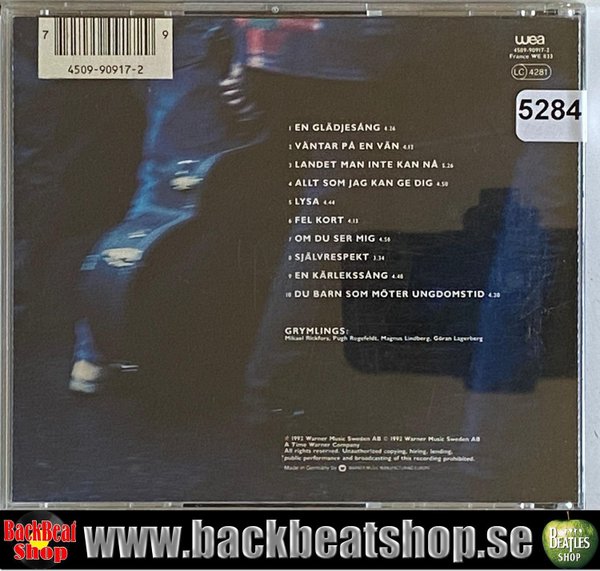 7 9
4509-90917-2
wea
4509-90917-2
France WE 833
LC 4281
5284
1 EN GLÄDJESÅNG 4.26
2 VÄNTAR PÅ EN VÄN 4.12
3 LANDET MAN INTE KAN NÅ 5.26
4 ALLT SOM JAG KAN GE DIG 4.50
5 LYSA 4.44
6 FEL KORT 4.13
7 OM DU SER MIG 4.58
8 SJÄLVRESPEKT 3.34
9 EN KÄRLEKSSÅNG 4.48
10 DU BARN SOM MÖTER UNGDOMSTID 4.30
GRYMLINGS:
Mikael Rickfors, Pugh Rogefeldt, Magnus Lindberg, Göran Lagerberg
℗ 1992 Warner Music Sweden AB © 1992 Warner Music Sweden AB
A Time Warner Company
All rights reserved. Unauthorized copying, hiring, lending,
public performance and broadcasting of this recording prohibited.
Made in Germany by WARNER MUSIC MANUFACTURING EUROPE
BackBeat Shop
www.backbeatshop.se
BEATLES SHOP